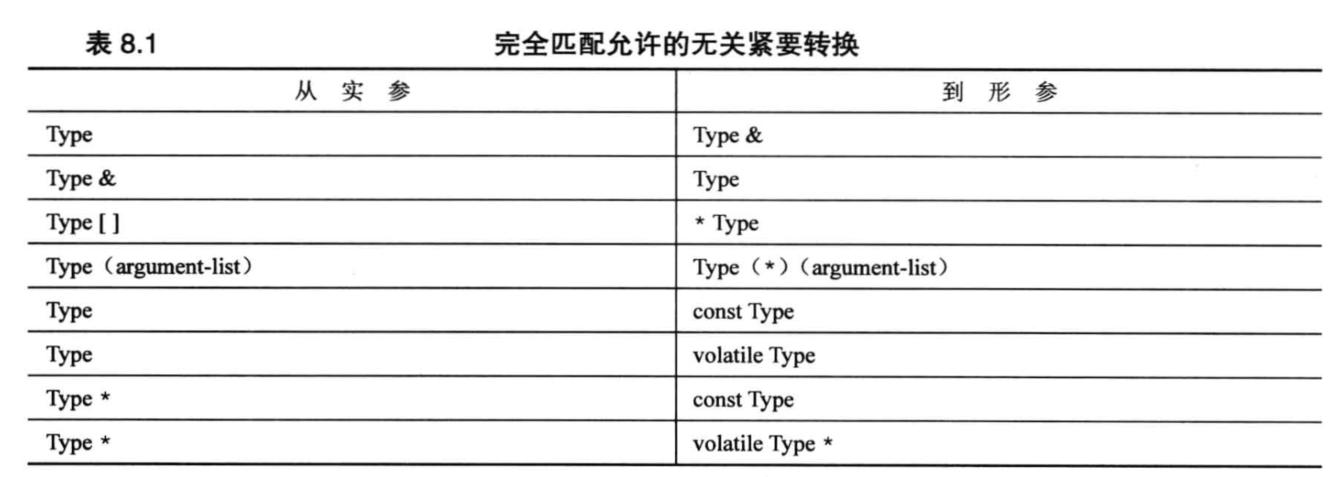 表 8.1 完全匹配允许的无关紧要转换
从 实 参 到 形 参
Type Type &
Type & Type
Type [ ] * Type
Type（argument-list） Type（*）（argument-list）
Type const Type
Type volatile Type
Type * const Type
Type * volatile Type *